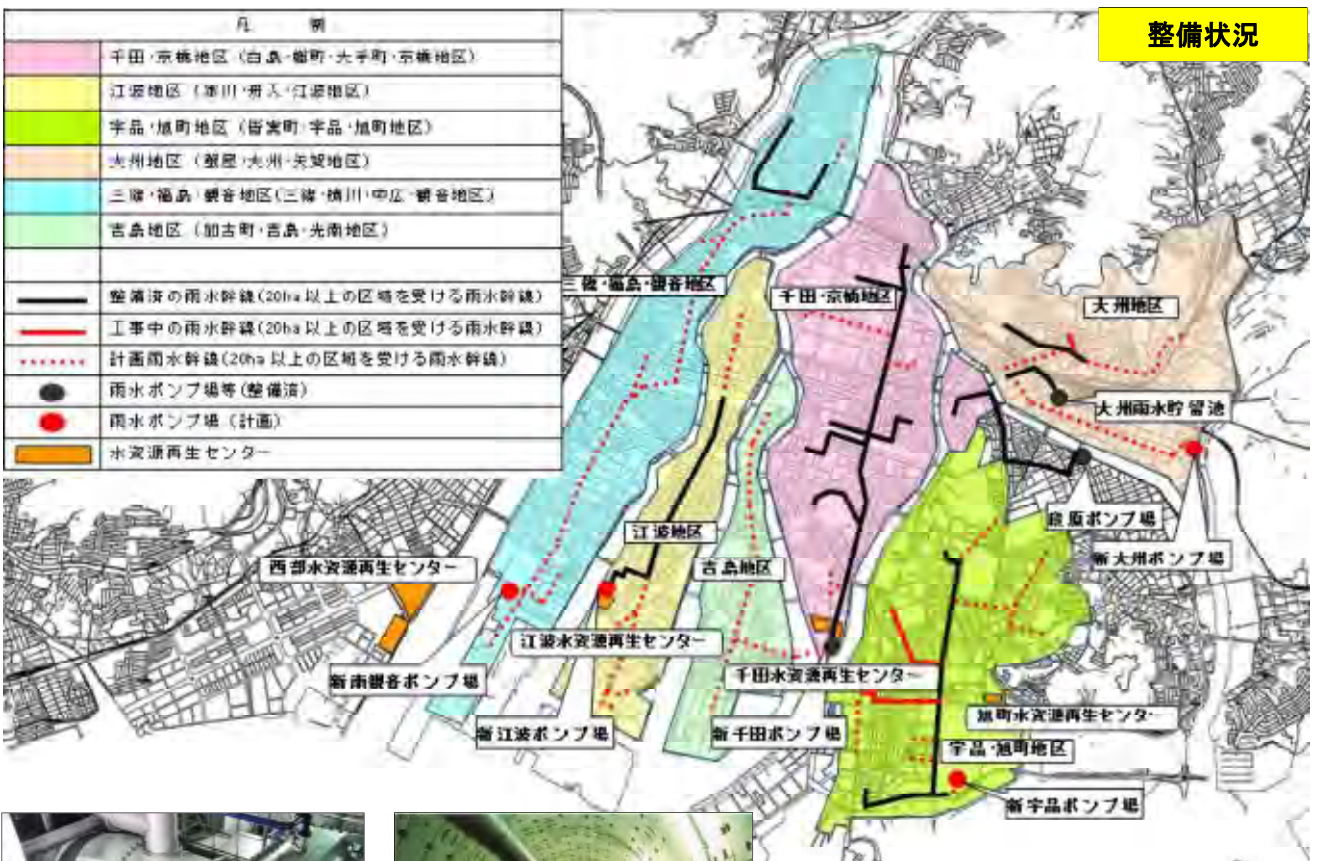 整備状況
凡 例
千田・京橋地区（白島・幟町・大手町・京橋地区）
江波地区（寒川・舟入・江波地区）
宇品・旭町地区（皆実町・宇品・旭町地区）
大州地区（蟹屋・大州・矢賀地区）
三篠・福島・観音地区(三篠・横川・中広・観音地区）
吉島地区（加古町・吉島・光南地区）
整備済の雨水幹線(20ha以上の区域を受ける雨水幹線）
工事中の雨水幹線(20ha以上の区域を受ける雨水幹線）
計画雨水幹線(20ha以上の区域を受ける雨水幹線）
雨水ポンプ場等(整備済）
雨水ポンプ場（計画）
水資源再生センター
三篠・福島・観音地区
千田・京橋地区
大州地区
大州雨水貯留池
江波地区
吉島地区
段原ポンプ場
新大州ポンプ場
西部水資源再生センター
江波水資源再生センター
千田水資源再生センター
新南観音ポンプ場
新江波ポンプ場
新千田ポンプ場
旭町水資源再生センター
宇品・旭町地区
新宇品ポンプ場